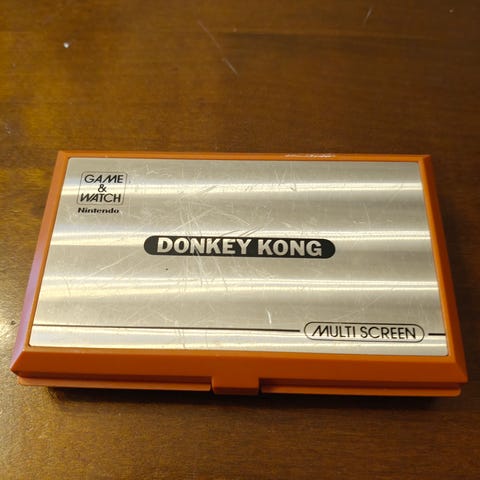 GAME
&
WATCH
Nintendo
DONKEY KONG
MULTI SCREEN